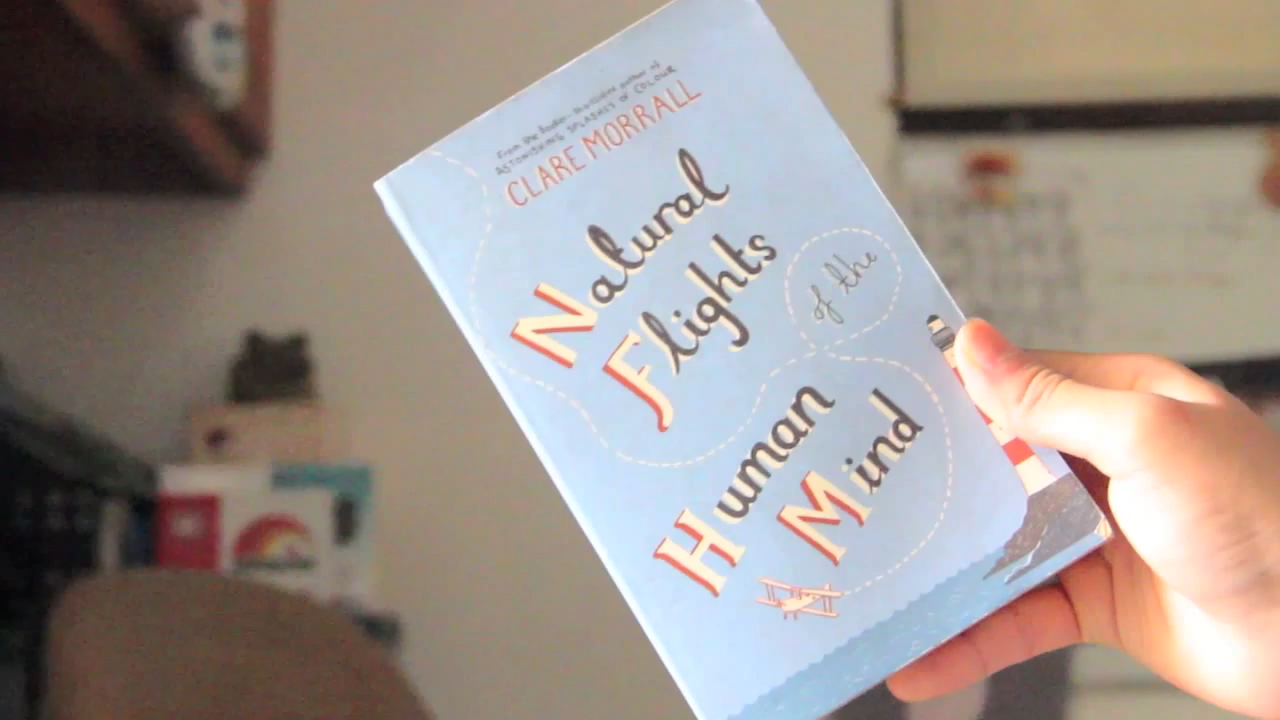 From the Booker-shortlisted author of
ASTONISHING SPLASHES OF COLOUR
CLARE MORRALL
Natural
Flights
of the
Human
Mind